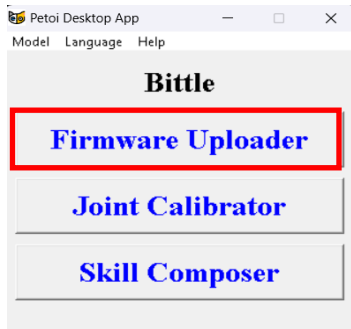 Petoi Desktop App
Model Language Help
Bittle
Firmware Uploader
Joint Calibrator
Skill Composer